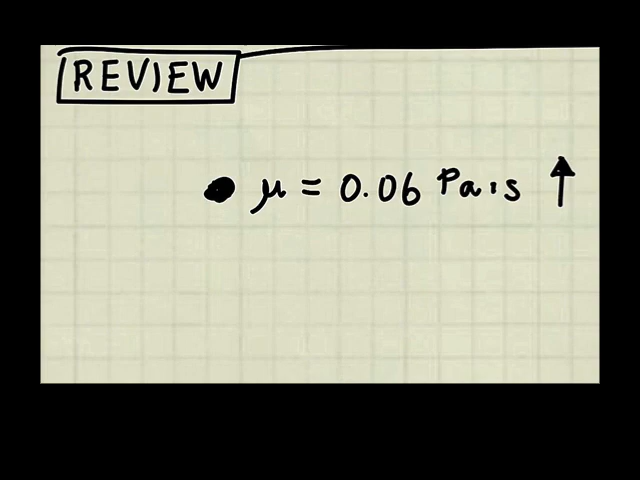 REVIEW
μ = 0.06 Pa·s ↑